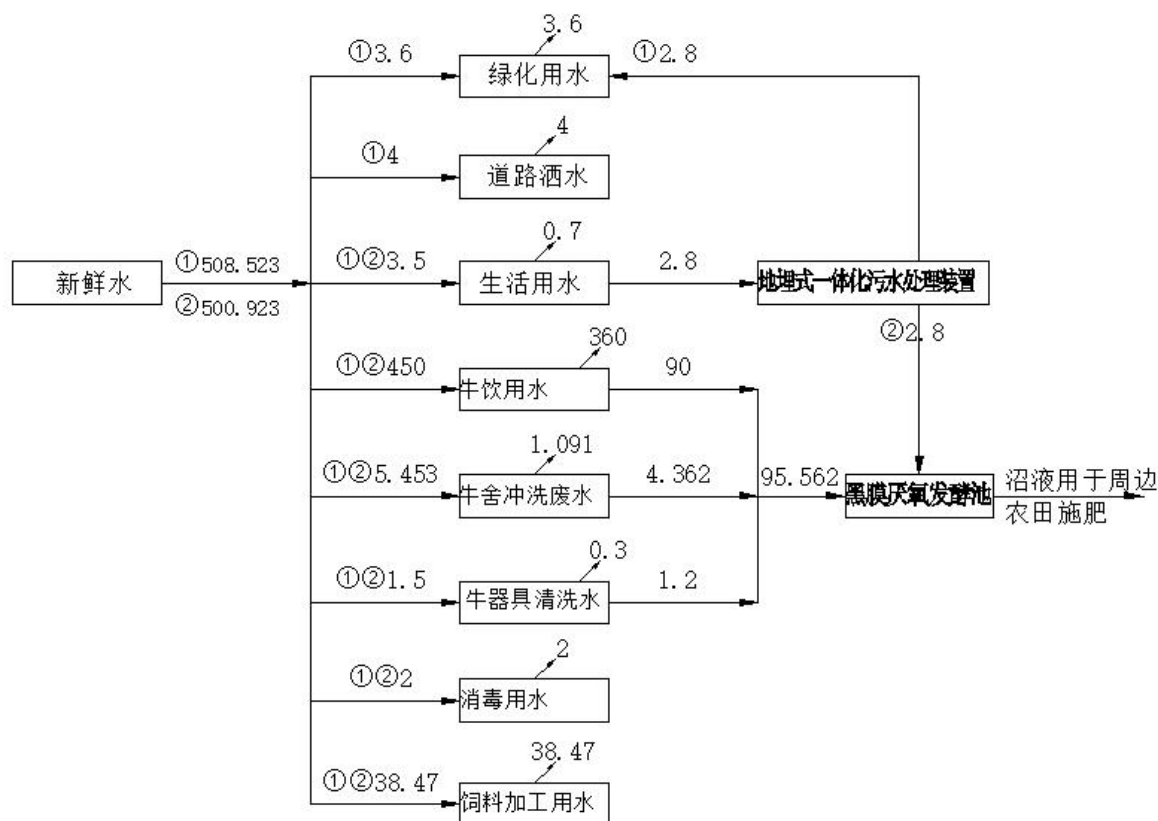 3.6
①3.6
①2.8
绿化用水
4
①4
道路洒水
0.7
①508.523
①②3.5
2.8
新鲜水
生活用水
地埋式一体化污水处理装置
②500.923
②2.8
360
①②450
90
牛饮用水
1.091
①②5.453
4.362
95.562
牛舍冲洗废水
黑膜厌氧发酵池
沼液用于周边
农田施肥
0.3
①②1.5
1.2
牛器具清洗水
2
①②2
消毒用水
38.47
①②38.47
饲料加工用水